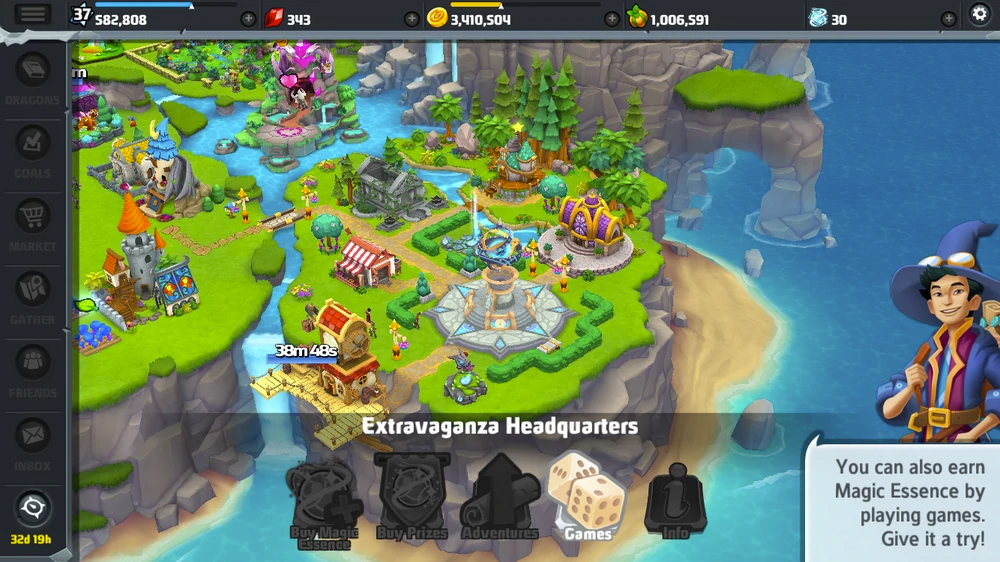 37
582,808
343
3,410,504
1,006,591
30
m
DRAGONS
GOALS
MARKET
GATHER
FRIENDS
INBOX
32d 19h
38m 48s
Extravaganza Headquarters
Buy Magic
Essence
Buy Prizes
Adventures
Games
Info
You can also earn
Magic Essence by
playing games.
Give it a try!